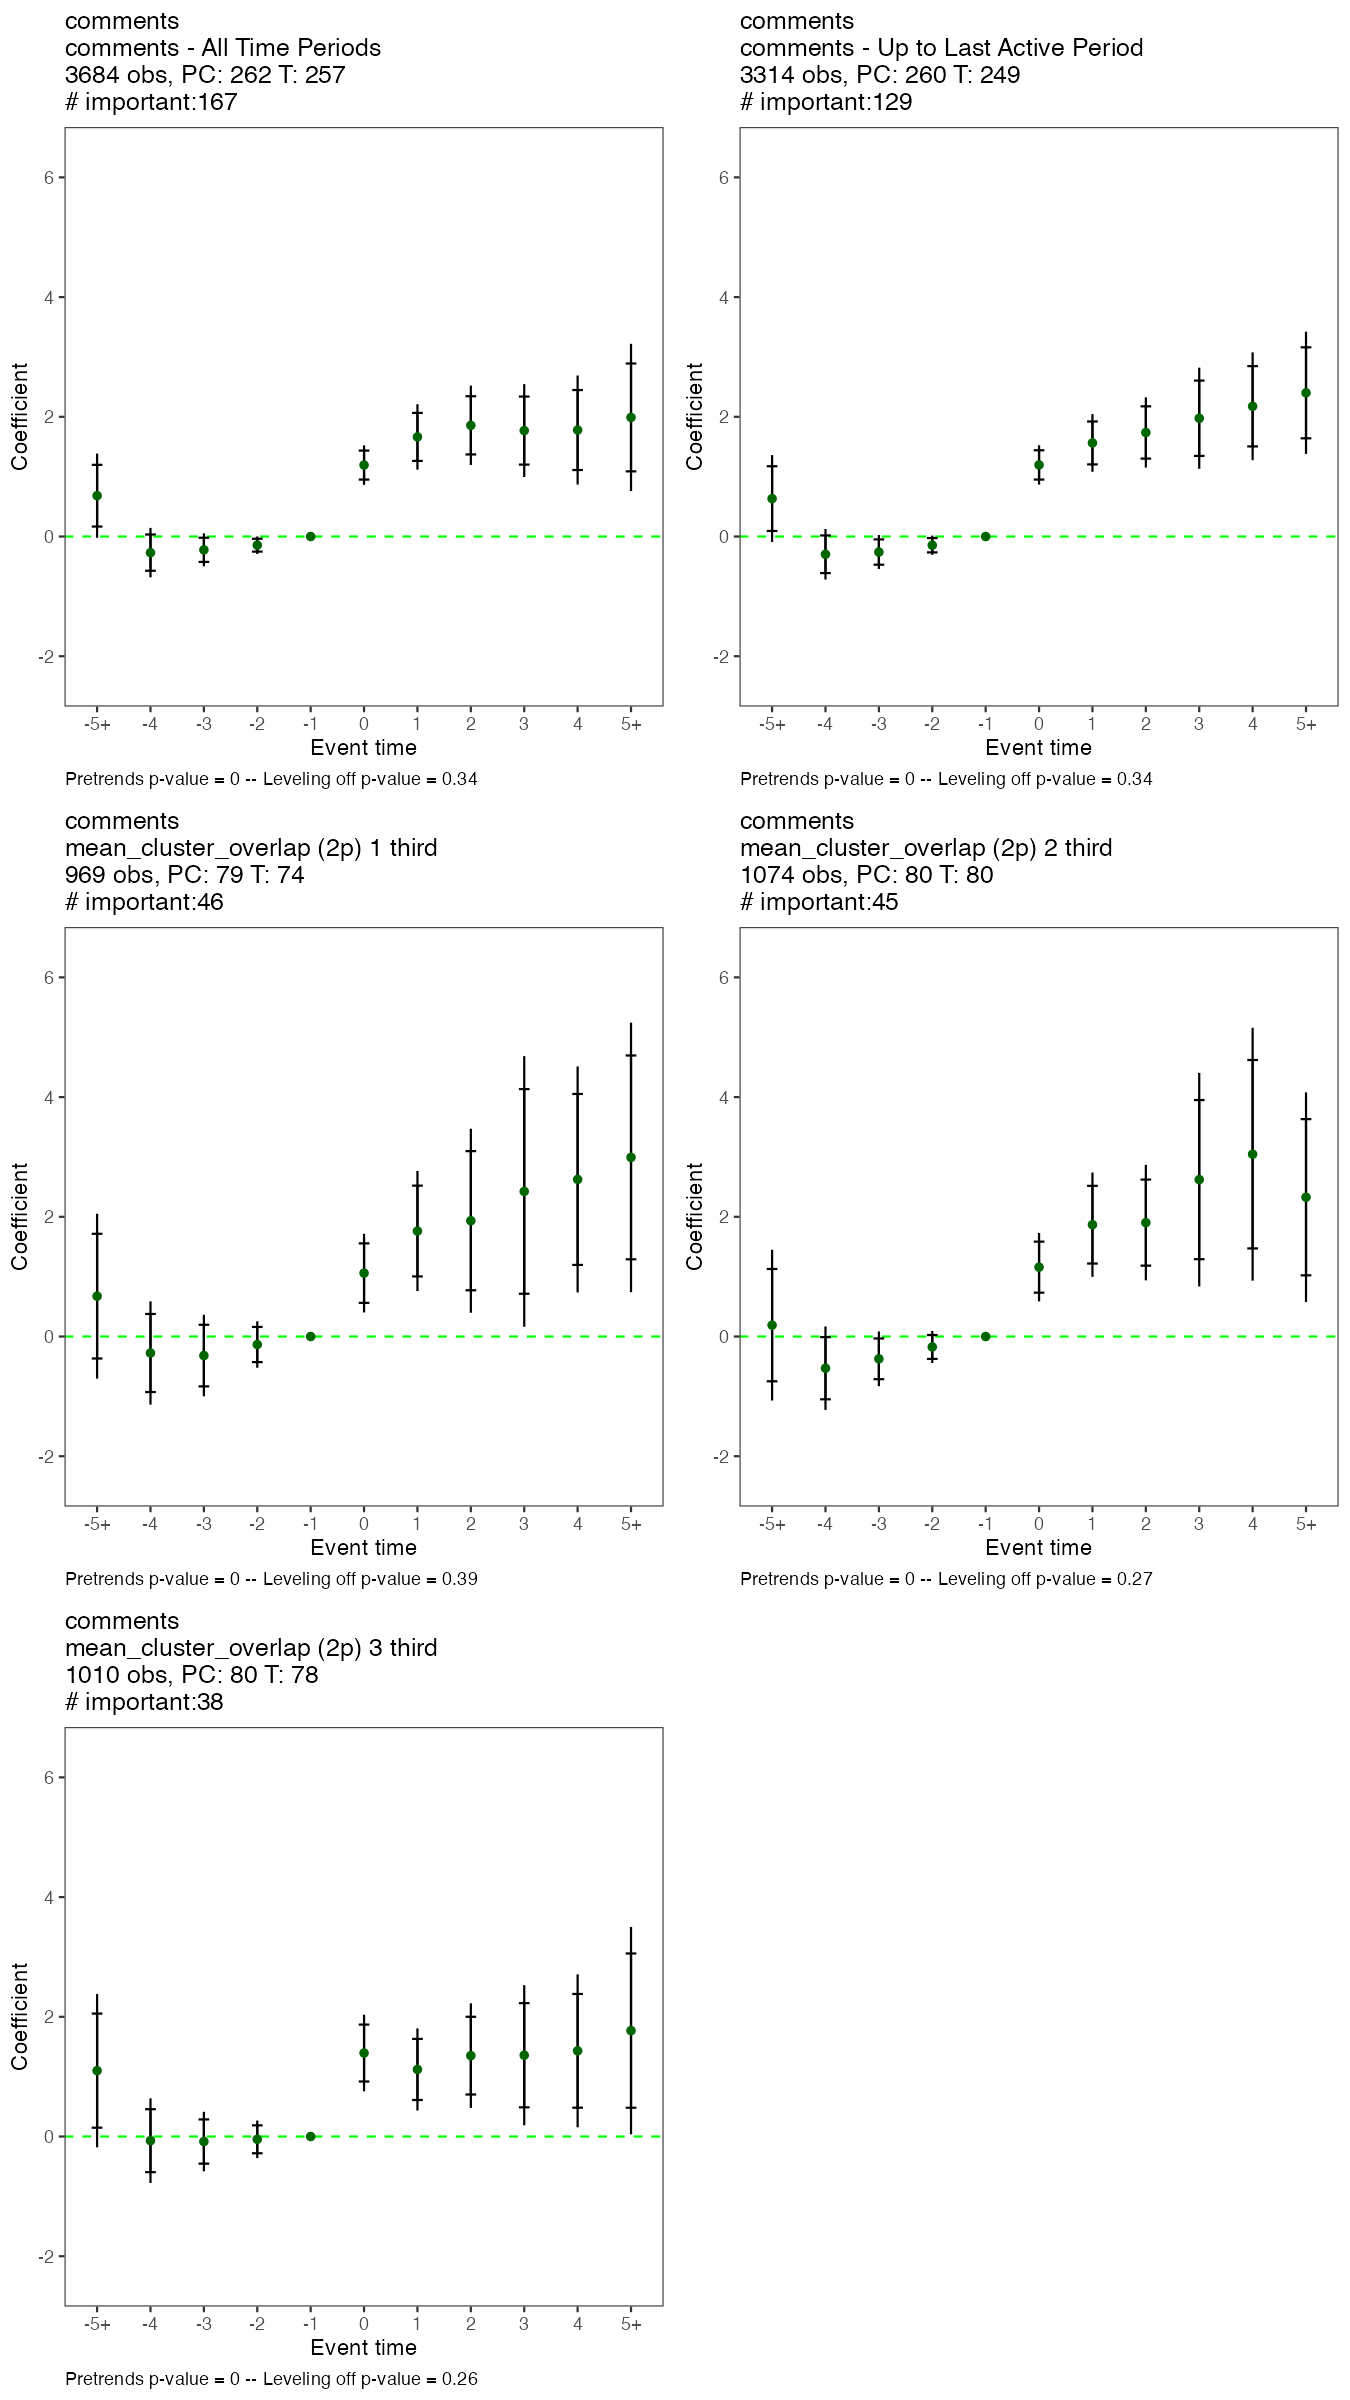 comments
comments - All Time Periods
3684 obs, PC: 262 T: 257
# important:167
6
4
2
0
-2
Coefficient
-5+ -4 -3 -2 -1 0 1 2 3 4 5+
Event time
Pretrends p-value = 0 -- Leveling off p-value = 0.34
comments
comments - Up to Last Active Period
3314 obs, PC: 260 T: 249
# important:129
6
4
2
0
-2
Coefficient
-5+ -4 -3 -2 -1 0 1 2 3 4 5+
Event time
Pretrends p-value = 0 -- Leveling off p-value = 0.34
comments
mean_cluster_overlap (2p) 1 third
969 obs, PC: 79 T: 74
# important:46
6
4
2
0
-2
Coefficient
-5+ -4 -3 -2 -1 0 1 2 3 4 5+
Event time
Pretrends p-value = 0 -- Leveling off p-value = 0.39
comments
mean_cluster_overlap (2p) 2 third
1074 obs, PC: 80 T: 80
# important:45
6
4
2
0
-2
Coefficient
-5+ -4 -3 -2 -1 0 1 2 3 4 5+
Event time
Pretrends p-value = 0 -- Leveling off p-value = 0.27
comments
mean_cluster_overlap (2p) 3 third
1010 obs, PC: 80 T: 78
# important:38
6
4
2
0
-2
Coefficient
-5+ -4 -3 -2 -1 0 1 2 3 4 5+
Event time
Pretrends p-value = 0 -- Leveling off p-value = 0.26